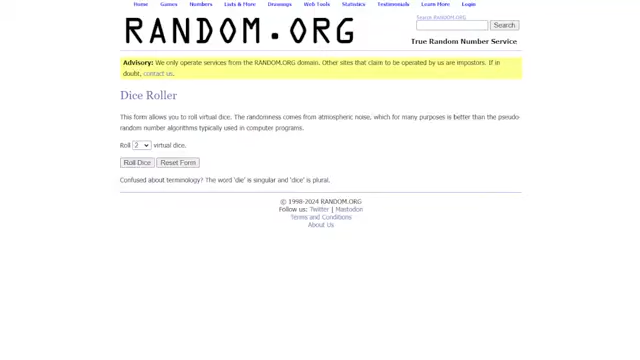 Home Games Numbers Lists & More Drawings Web Tools Statistics Testimonials Learn More Login
RANDOM.ORG
Search RANDOM.ORG
Search
True Random Number Service
Advisory: We only operate services from the RANDOM.ORG domain. Other sites that claim to be operated by us are impostors. If in
doubt, contact us.
Dice Roller
This form allows you to roll virtual dice. The randomness comes from atmospheric noise, which for many purposes is better than the pseudo-
random number algorithms typically used in computer programs.
Roll 2 virtual dice.
Roll Dice Reset Form
Confused about terminology? The word 'die' is singular and 'dice' is plural.
© 1998-2024 RANDOM.ORG
Follow us: Twitter | Mastodon
Terms and Conditions
About Us